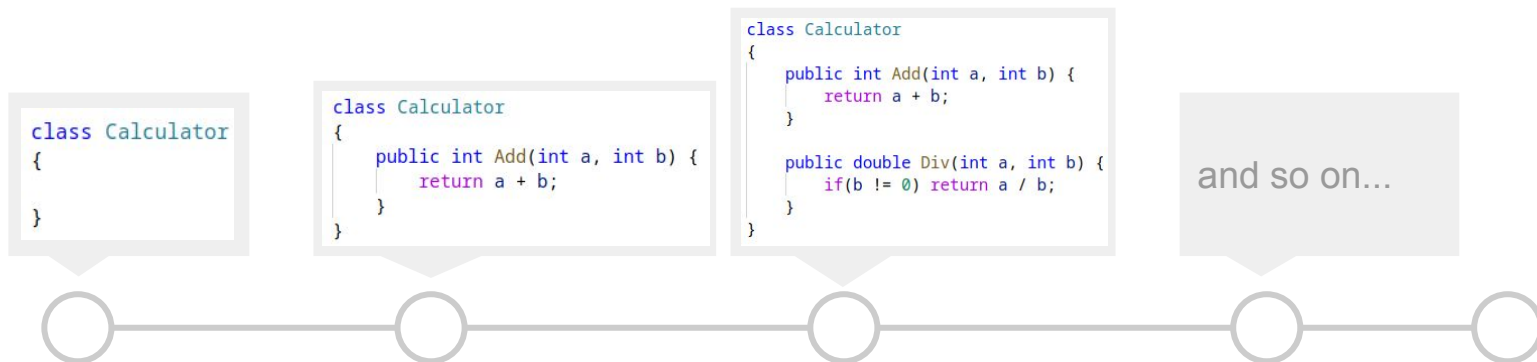 class Calculator
{
}
class Calculator
{
    public int Add(int a, int b) {
        return a + b;
    }
}
class Calculator
{
    public int Add(int a, int b) {
        return a + b;
    }
    public double Div(int a, int b) {
        if(b != 0) return a / b;
    }
}
and so on...